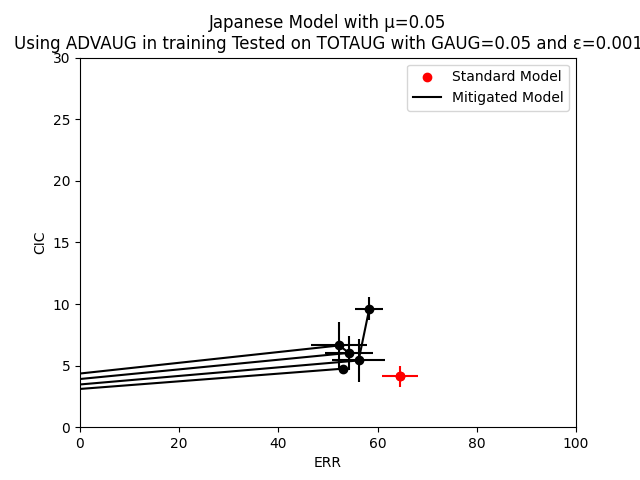 Japanese Model with μ=0.05
Using ADVAUG in training Tested on TOTAUG with GAUG=0.05 and ε=0.001
Standard Model
Mitigated Model
30
25
20
15
10
5
0
CIC
0 20 40 60 80 100
ERR